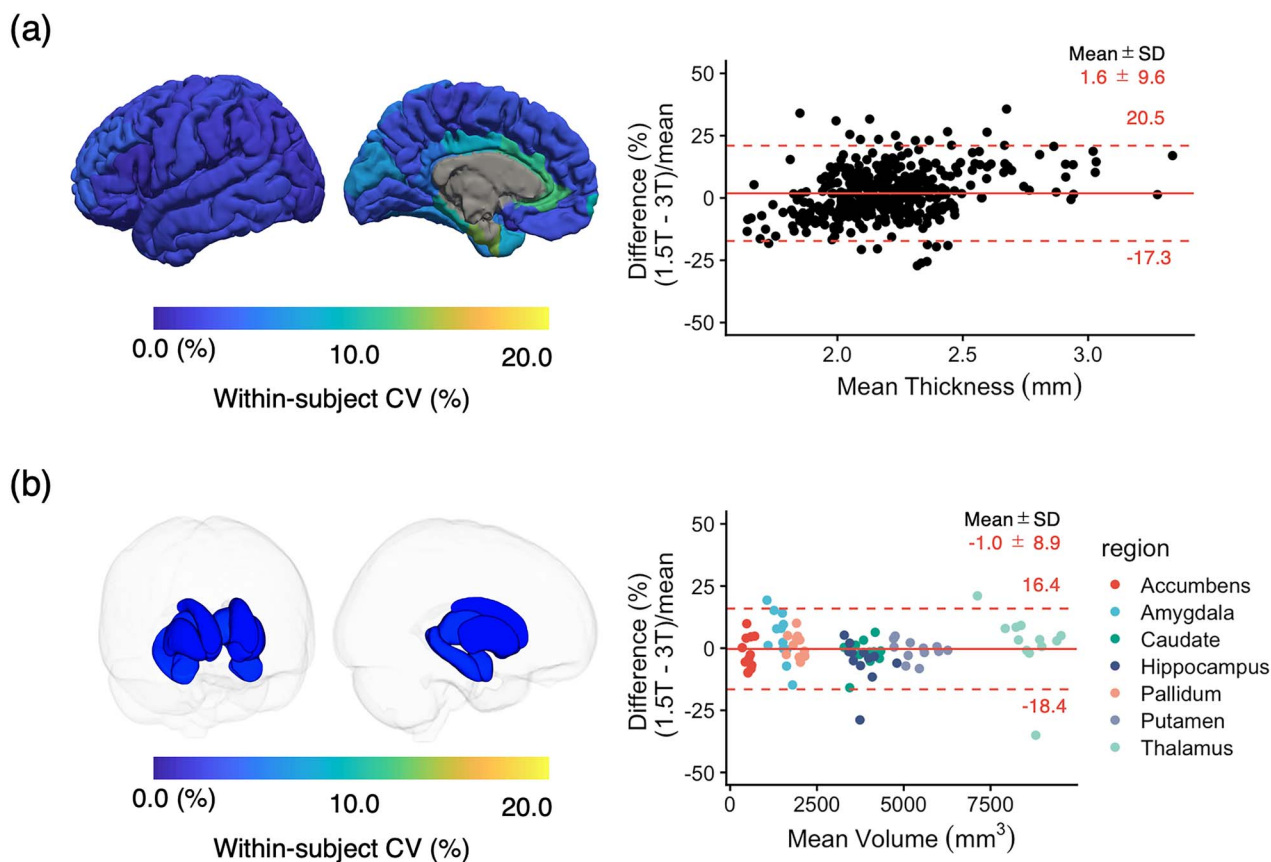 (a)
0.0 (%)
10.0
20.0
Within-subject CV (%)
Difference (%)
(1.5T - 3T)/mean
50
25
0
-25
-50
Mean ± SD
1.6 ± 9.6
20.5
-17.3
2.0
2.5
3.0
Mean Thickness (mm)
(b)
0.0 (%)
10.0
20.0
Within-subject CV (%)
Difference (%)
(1.5T - 3T)/mean
50
25
0
-25
-50
Mean ± SD
-1.0 ± 8.9
16.4
-18.4
0
2500
5000
7500
Mean Volume (mm³)
region
Accumbens
Amygdala
Caudate
Hippocampus
Pallidum
Putamen
Thalamus